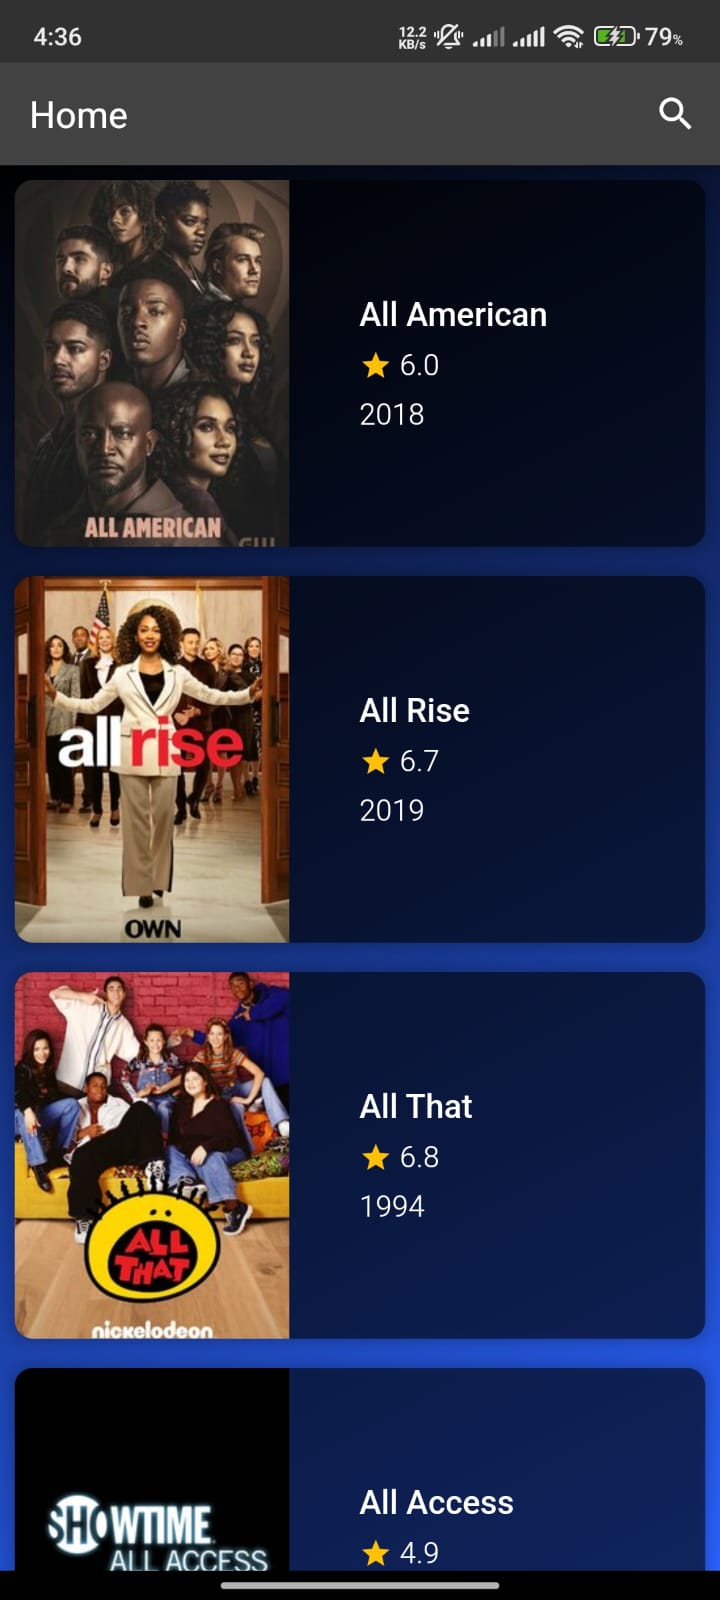 4:36
12.2
KB/s
79%
Home
ALL AMERICAN
All American
6.0
2018
all rise
OWN
All Rise
6.7
2019
ALL
THAT
nickelodeon
All That
6.8
1994
SHOWTIME
ALL ACCESS
All Access
4.9